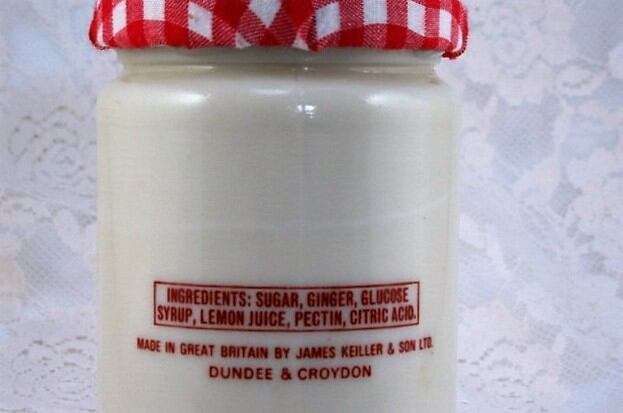 INGREDIENTS: SUGAR, GINGER, GLUCOSE
SYRUP, LEMON JUICE, PECTIN, CITRIC ACID.
MADE IN GREAT BRITAIN BY JAMES KEILLER & SON LTD.
DUNDEE & CROYDON